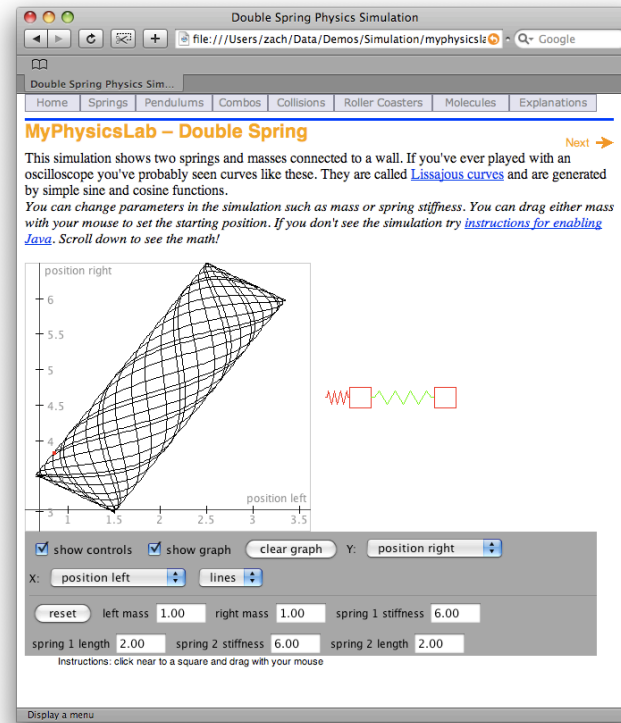 Double Spring Physics Simulation
file:///Users/zach/Data/Demos/Simulation/myphysicsla
Google
Double Spring Physics Sim...
Home Springs Pendulums Combos Collisions Roller Coasters Molecules Explanations
MyPhysicsLab – Double Spring
Next
This simulation shows two springs and masses connected to a wall. If you've ever played with an
oscilloscope you've probably seen curves like these. They are called Lissajous curves and are generated
by simple sine and cosine functions.
You can change parameters in the simulation such as mass or spring stiffness. You can drag either mass
with your mouse to set the starting position. If you don't see the simulation try instructions for enabling
Java. Scroll down to see the math!
position right
6
5.5
5
4.5
4
position left
3 1 1.5 2 2.5 3 3.5
show controls show graph clear graph Y: position right
X: position left lines
reset left mass 1.00 right mass 1.00 spring 1 stiffness 6.00
spring 1 length 2.00 spring 2 stiffness 6.00 spring 2 length 2.00
Instructions: click near to a square and drag with your mouse
Display a menu